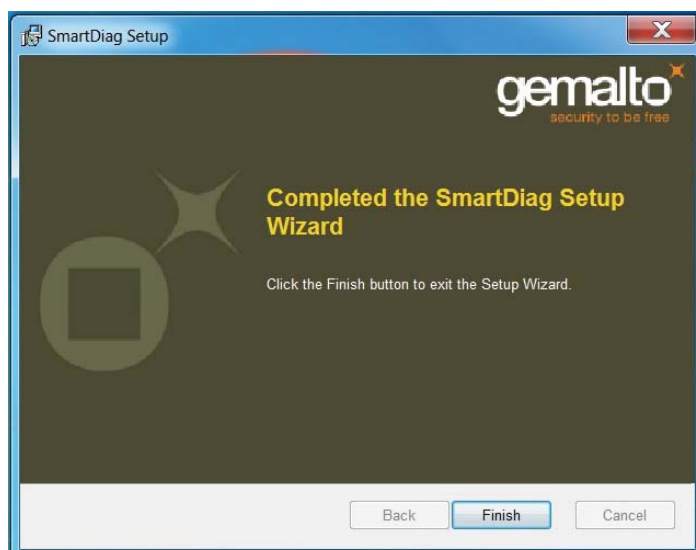 SmartDiag Setup
gemalto
security to be free
Completed the SmartDiag Setup
Wizard
Click the Finish button to exit the Setup Wizard.
Back Finish Cancel